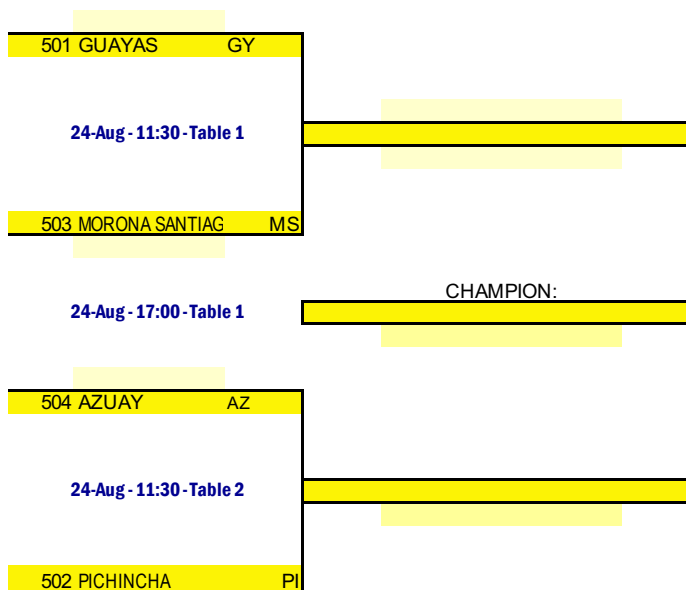 501 GUAYAS GY
24-Aug - 11:30 - Table 1
503 MORONA SANTIAG MS
CHAMPION:
24-Aug - 17:00 - Table 1
504 AZUAY AZ
24-Aug - 11:30 - Table 2
502 PICHINCHA PI